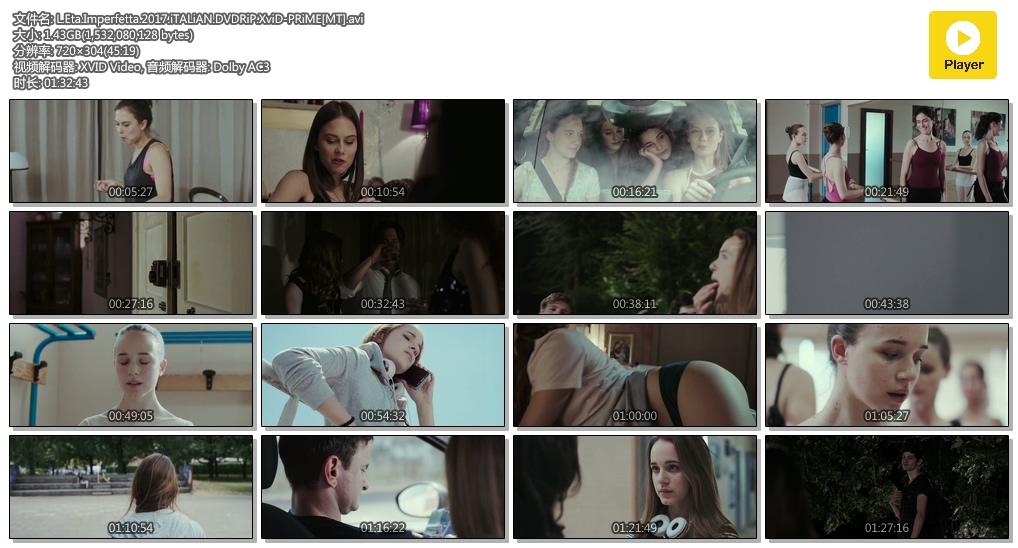 文件名: L.Eta.Imperfetta.2017.iTALiAN.DVDRiP.XviD-PRiME[MT].avi
大小: 1.43GB(1,532,080,128 bytes)
分辨率: 720×304(45:19)
视频解码器: XVID Video, 音频解码器: Dolby AC3
时长: 01:32:43
Player
00:05:27
00:10:54
00:16:21
00:21:49
00:27:16
00:32:43
00:38:11
00:43:38
00:49:05
00:54:32
01:00:00
01:05:27
01:10:54
01:16:22
01:21:49
01:27:16